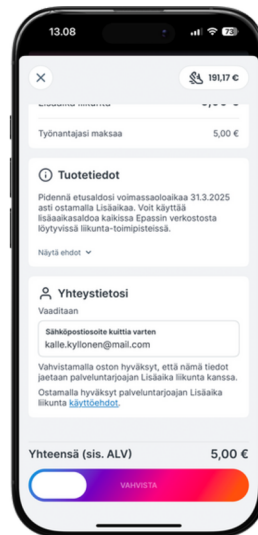 13.08
73
191,17 €
Työnantajasi maksaa 5,00 €
Tuotetiedot
Pidennä etusaldosi voimassaoloaikaa 31.3.2025
asti ostamalla Lisäaikaa. Voit käyttää
lisäaikasaldoa kaikissa Epassin verkostosta
löytyvissä liikunta-toimipisteissä.
Näytä ehdot
Yhteystietosi
Vaaditaan
Sähköpostiosoite kuittia varten
kalle.kyllonen@mail.com
Vahvistamalla oston hyväksyt, että nämä tiedot
jaetaan palveluntarjoajan Lisäaika liikunta kanssa.
Ostamalla hyväksyt palveluntarjoajan Lisäaika
liikunta käyttöehdot.
Yhteensä (sis. ALV) 5,00 €
VAHVISTA